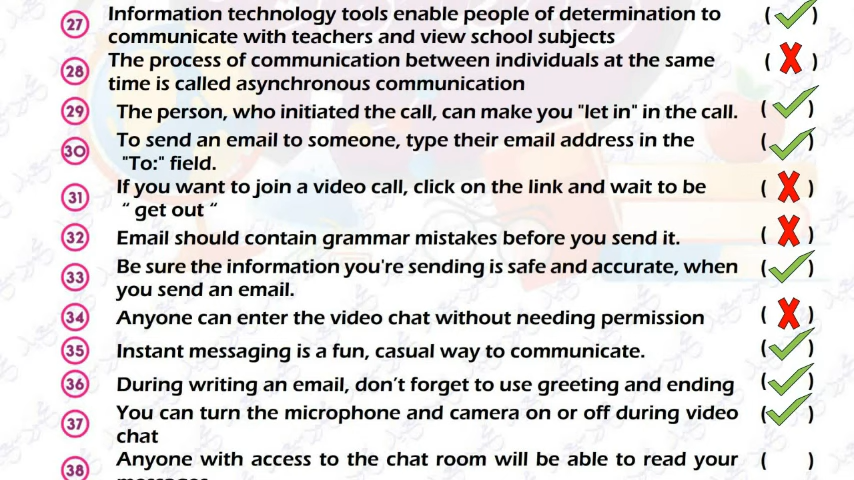 27 Information technology tools enable people of determination to ( ✓ )
communicate with teachers and view school subjects
28 The process of communication between individuals at the same ( X )
time is called asynchronous communication
29 The person, who initiated the call, can make you "let in" in the call. ( ✓ )
30 To send an email to someone, type their email address in the ( ✓ )
"To:" field.
31 If you want to join a video call, click on the link and wait to be ( X )
“ get out “
32 Email should contain grammar mistakes before you send it. ( X )
33 Be sure the information you're sending is safe and accurate, when ( ✓ )
you send an email.
34 Anyone can enter the video chat without needing permission ( X )
35 Instant messaging is a fun, casual way to communicate. ( ✓ )
36 During writing an email, don’t forget to use greeting and ending ( ✓ )
37 You can turn the microphone and camera on or off during video ( ✓ )
chat
38 Anyone with access to the chat room will be able to read your ( )